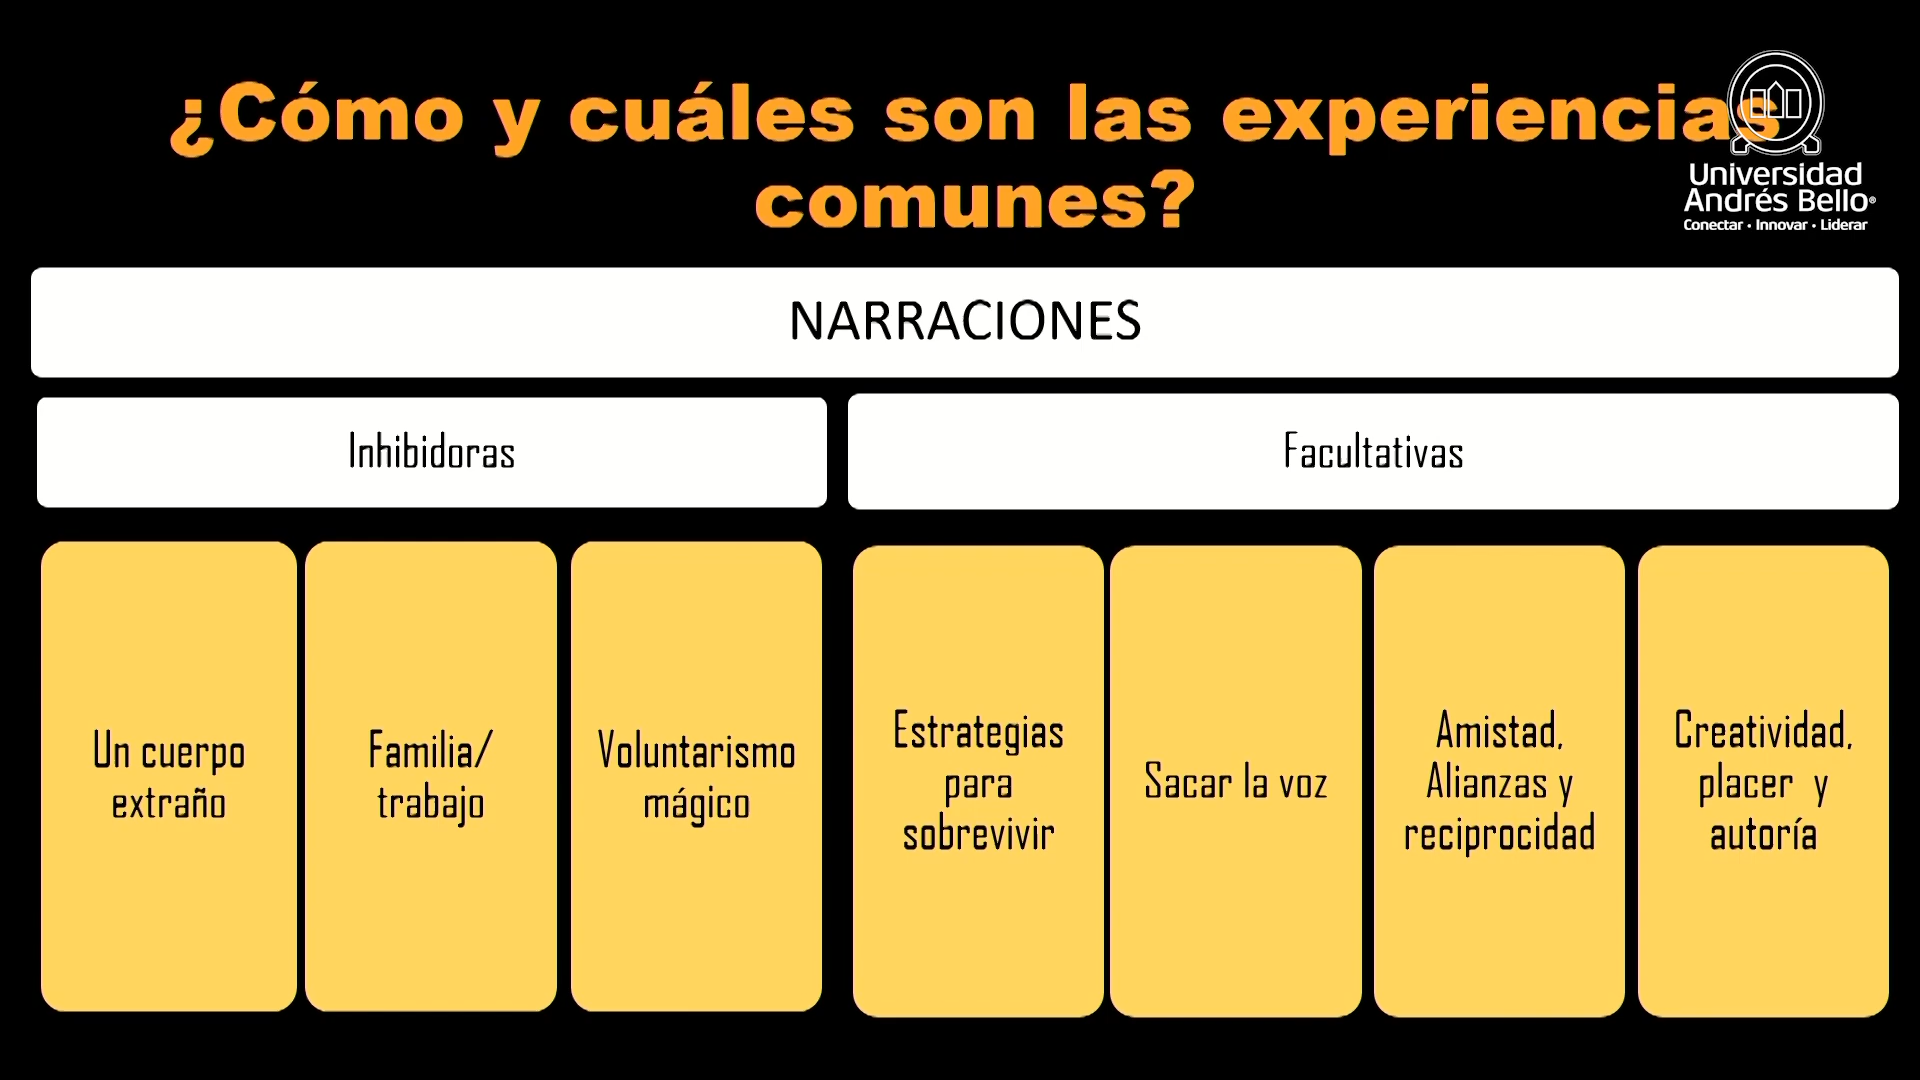 ¿Cómo y cuáles son las experiencias
comunes?
Universidad
Andrés Bello®
Conectar • Innovar • Liderar
NARRACIONES
Inhibidoras
Facultativas
Un cuerpo
extraño
Familia/
trabajo
Voluntarismo
mágico
Estrategias
para
sobrevivir
Sacar la voz
Amistad,
Alianzas y
reciprocidad
Creatividad,
placer y
autoría